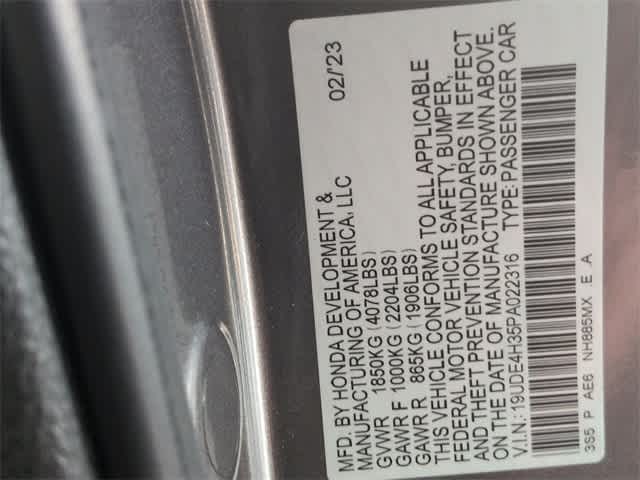 MFD. BY HONDA DEVELOPMENT & 02/'23
MANUFACTURING OF AMERICA, LLC
GVWR 1850KG (4078LBS)
GAWR F 1000KG (2204LBS)
GAWR R 865KG (1906LBS)
THIS VEHICLE CONFORMS TO ALL APPLICABLE
FEDERAL MOTOR VEHICLE SAFETY, BUMPER,
AND THEFT PREVENTION STANDARDS IN EFFECT
ON THE DATE OF MANUFACTURE SHOWN ABOVE.
V.I.N.: 19UDE4H35PA022316 TYPE: PASSENGER CAR
3S5 P AE6 NH885MX E_A